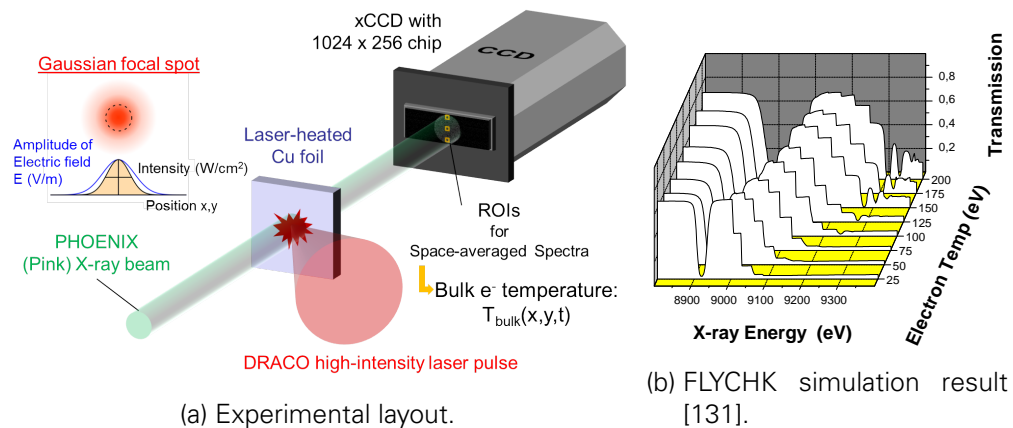 xCCD with
1024 x 256 chip
CCD
Gaussian focal spot
Amplitude of
Electric field
E (V/m)
Intensity (W/cm²)
Position x,y
Laser-heated
Cu foil
PHOENIX
(Pink) X-ray beam
ROIs
for
Space-averaged Spectra
Bulk e⁻ temperature:
T_bulk(x,y,t)
DRACO high-intensity laser pulse
(a) Experimental layout.
0,8
0,6
0,4
0,2
Transmission
200
175
150
125
100
75
50
25
Electron Temp (eV)
8900 9000 9100 9200 9300
X-ray Energy (eV)
(b) FLYCHK simulation result
[131].